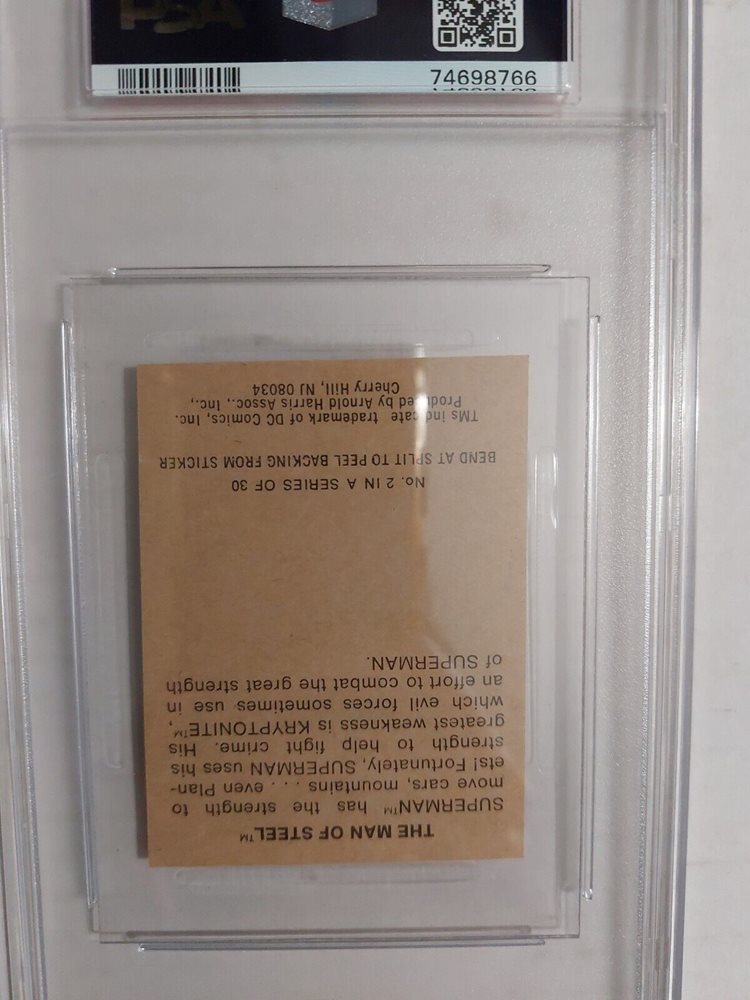 PSA
74698766
THE MAN OF STEEL™
SUPERMAN™ has the strength to
move cars, mountains . . . even Plan-
ets! Fortunately, SUPERMAN uses his
strength to help fight crime. His
greatest weakness is KRYPTONITE™,
which evil forces sometimes use in
an effort to combat the great strength
of SUPERMAN.
No. 2 IN A SERIES OF 30
BEND AT SPLIT TO PEEL BACKING FROM STICKER
TMs indicate trademark of DC Comics, Inc.
Produced by Arnold Harris Assoc., Inc.,
Cherry Hill, NJ 08034